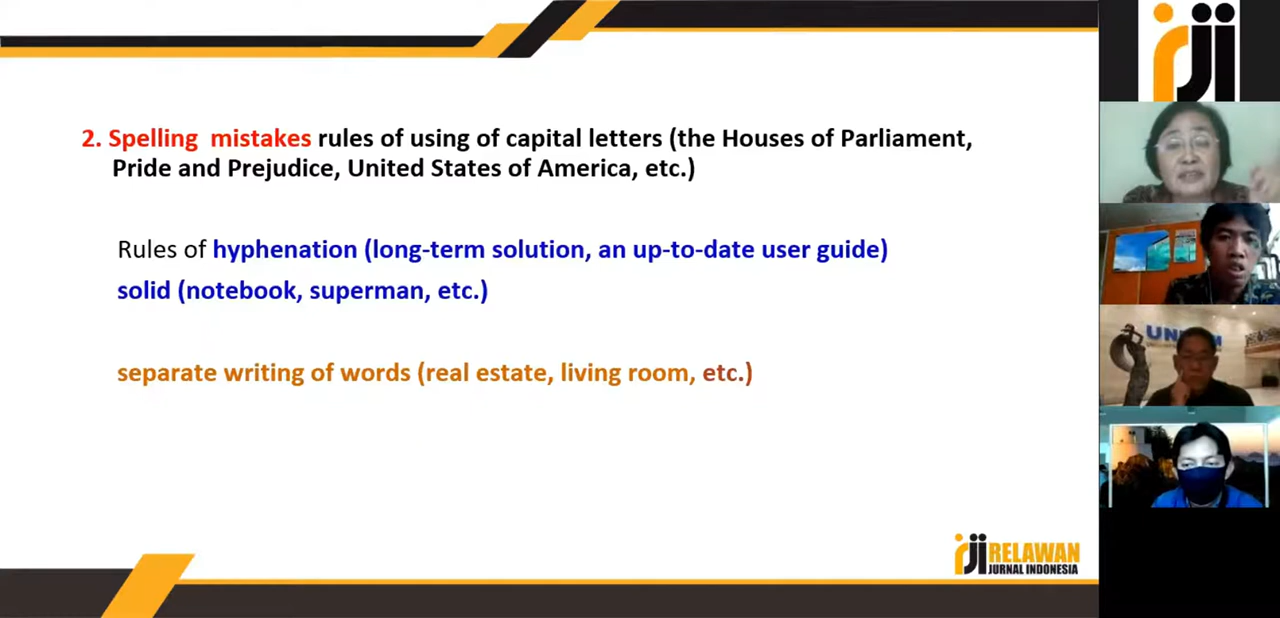 2. Spelling  mistakes rules of using of capital letters (the Houses of Parliament,
Pride and Prejudice, United States of America, etc.)
Rules of hyphenation (long-term solution, an up-to-date user guide)
solid (notebook, superman, etc.)
separate writing of words (real estate, living room, etc.)
rji RELAWAN
JURNAL INDONESIA
rji